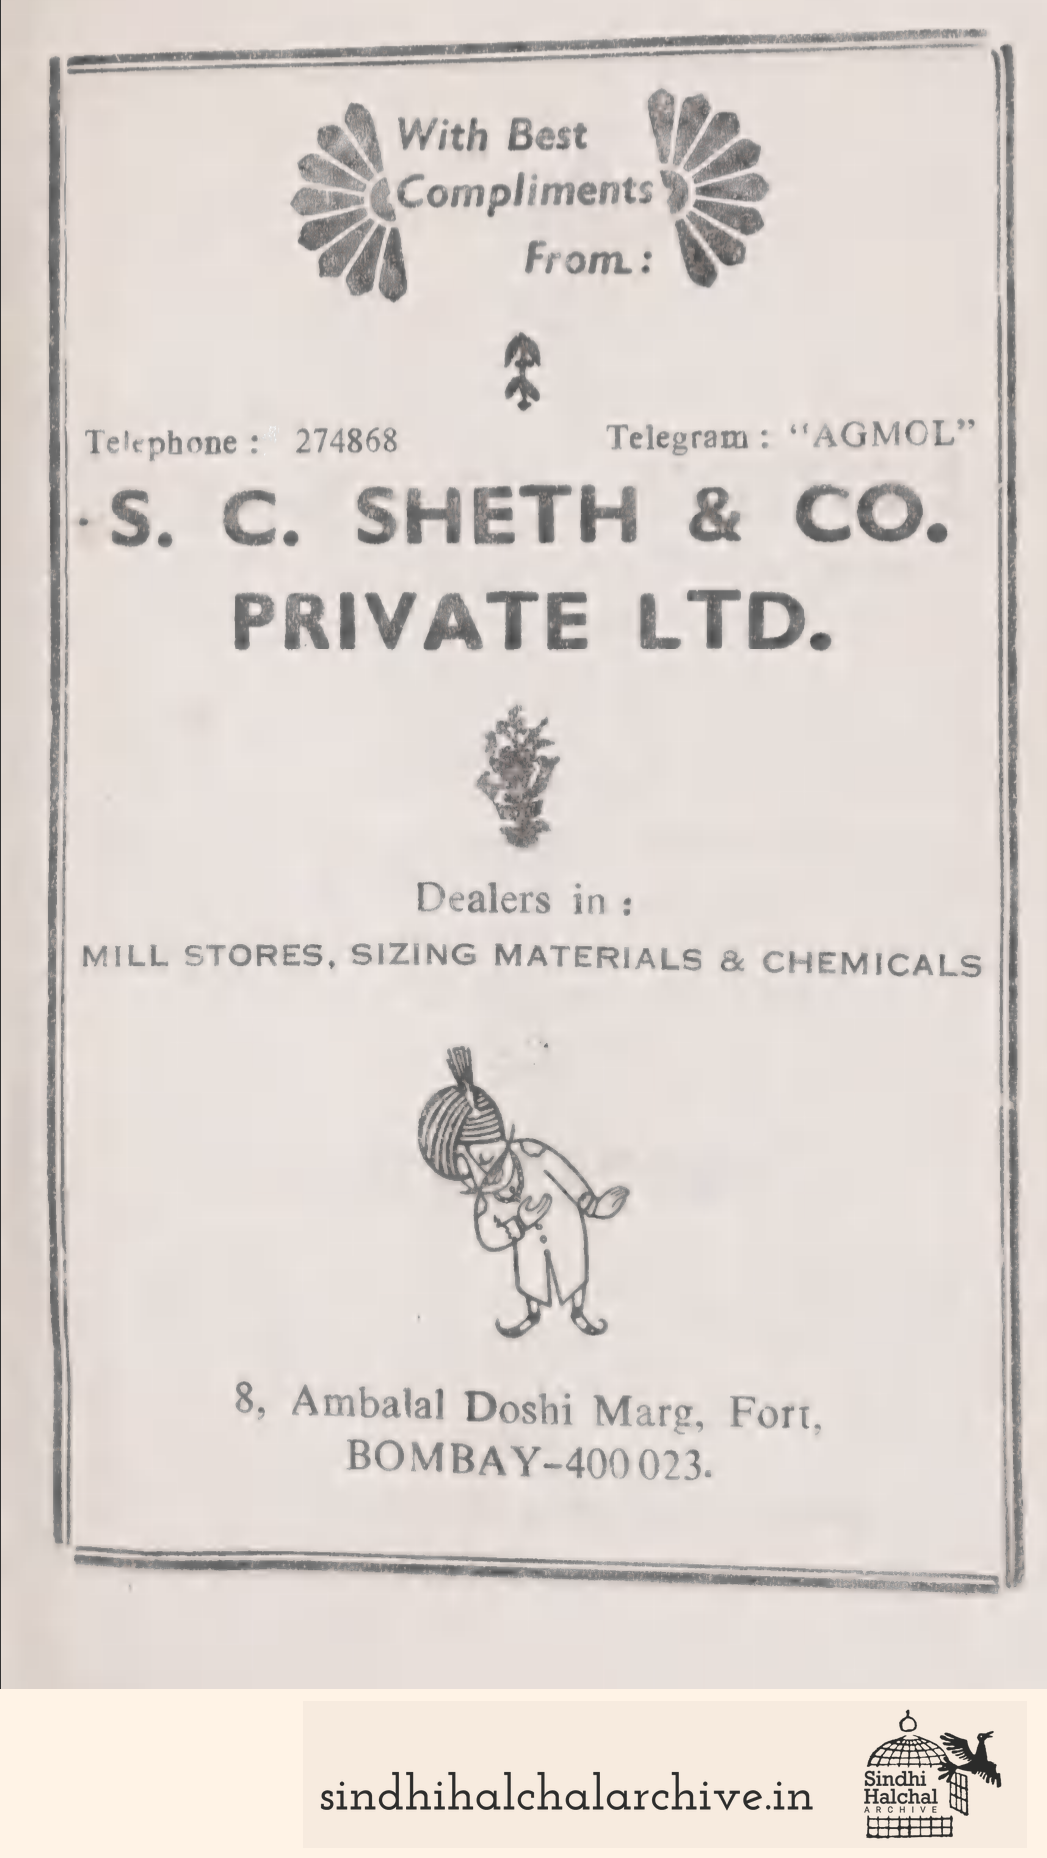 With Best
Compliments
From :
Telephone : 274868
Telegram : "AGMOL"
S. C. SHETH & CO.
PRIVATE LTD.
Dealers in :
MILL STORES, SIZING MATERIALS & CHEMICALS
8, Ambalal Doshi Marg, Fort,
BOMBAY-400 023.
sindhihalchalarchive.in
Sindhi
Halchal
ARCHIVE